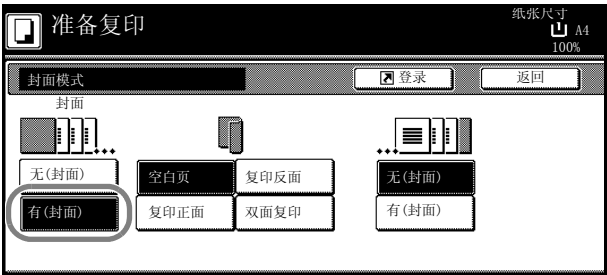 准备复印
纸张尺寸
A4
100%
封面模式
登录
返回
封面
无(封面)
空白页
复印反面
无(封面)
有(封面)
复印正面
双面复印
有(封面)